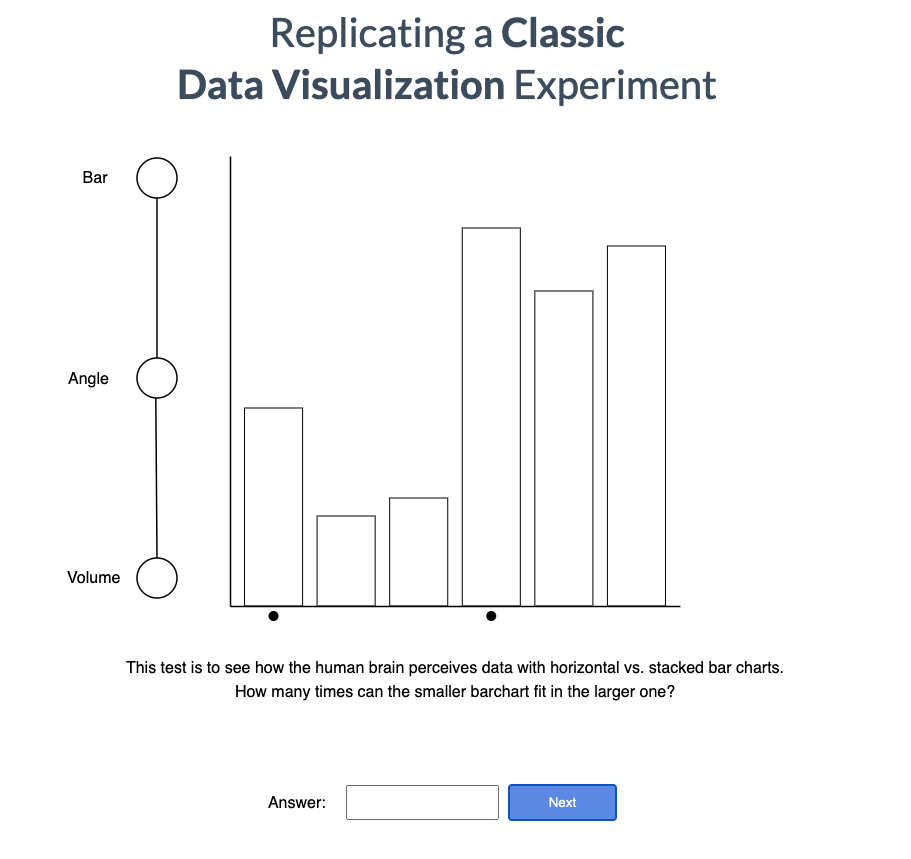 Replicating a Classic
Data Visualization Experiment
Bar
Angle
Volume
This test is to see how the human brain perceives data with horizontal vs. stacked bar charts.
How many times can the smaller barchart fit in the larger one?
Answer:
Next